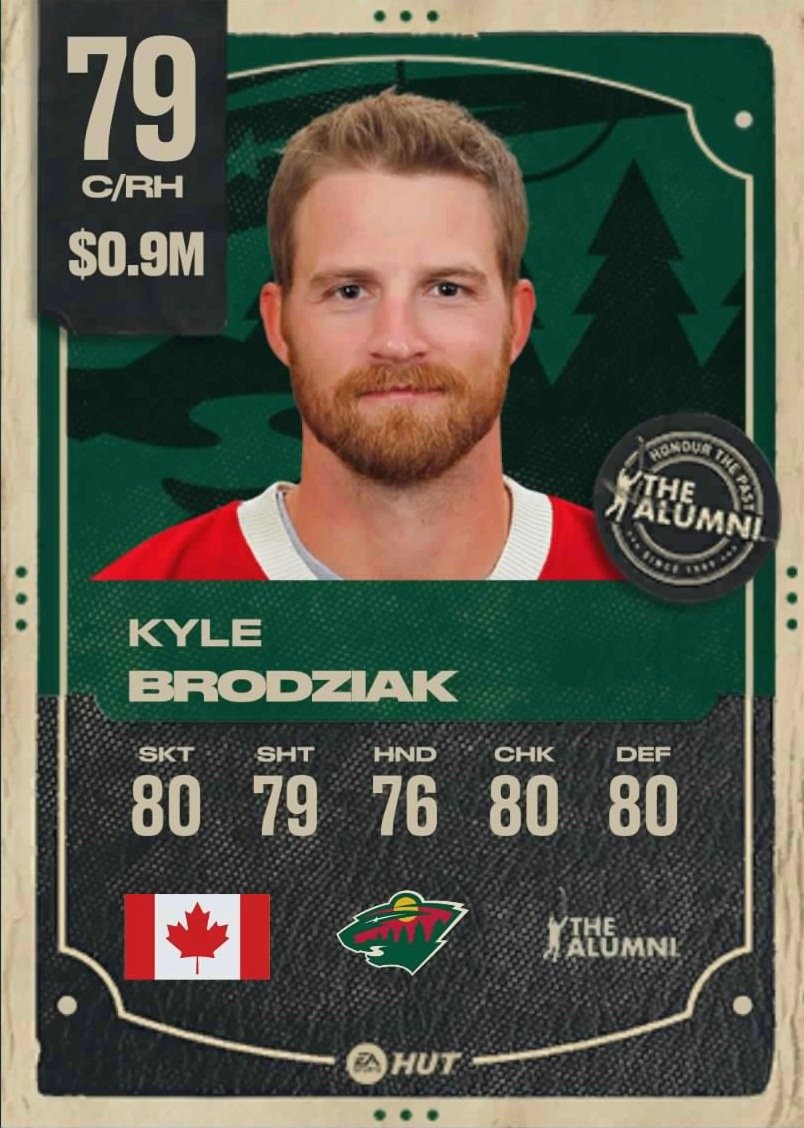 79
C/RH
$0.9M
HONOUR THE PAST
THE
ALUMNI
KYLE
BRODZIAK
SKT SHT HND CHK DEF
80 79 76 80 80
THE
ALUMNI
EA
HUT